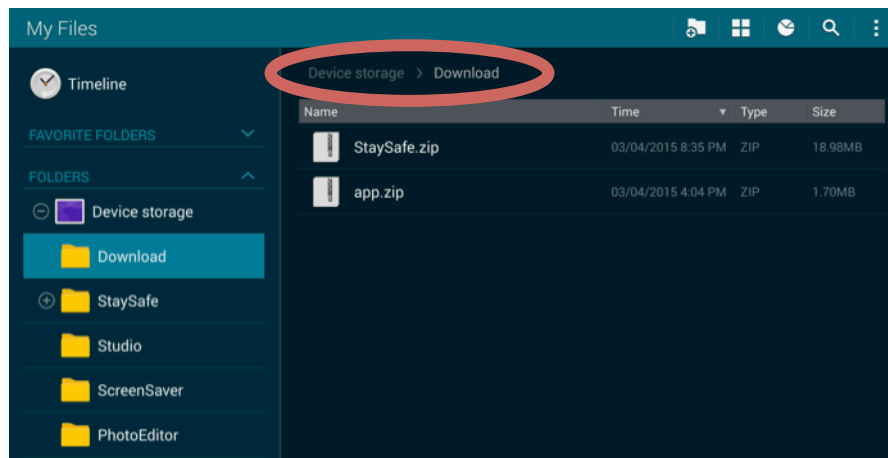 My Files
Timeline
FAVORITE FOLDERS
FOLDERS
Device storage
Download
StaySafe
Studio
ScreenSaver
PhotoEditor
Device storage > Download
Name Time Type Size
StaySafe.zip 03/04/2015 8:35 PM ZIP 18.98MB
app.zip 03/04/2015 4:04 PM ZIP 1.70MB